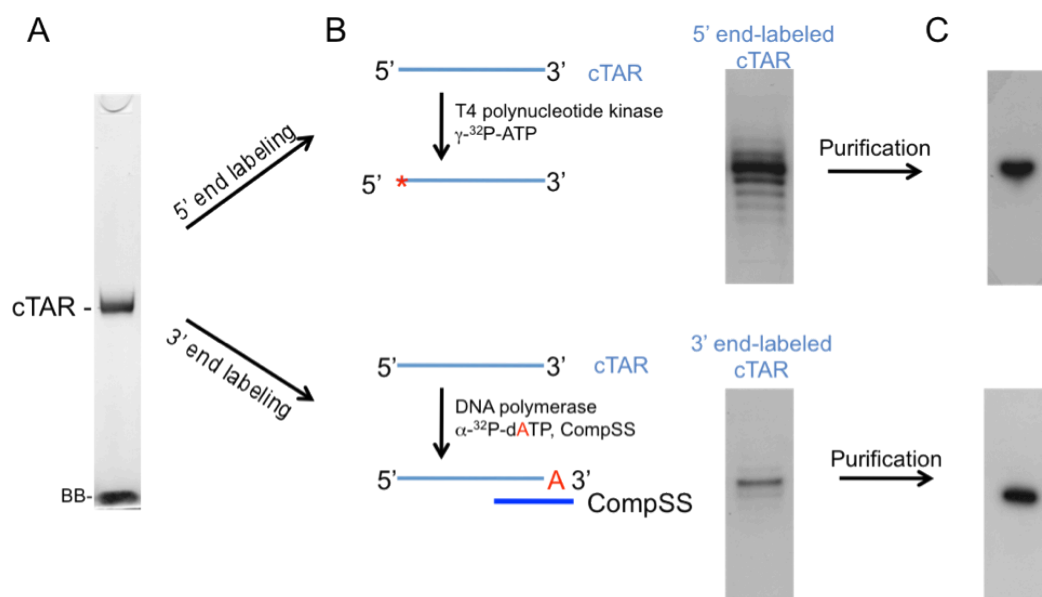 A
B
C
cTAR -
BB-
5' end labeling
3' end labeling
5' 3' cTAR
T4 polynucleotide kinase
γ-³²P-ATP
5' * 3'
5' end-labeled
cTAR
Purification
5' 3' cTAR
DNA polymerase
α-³²P-dATP, CompSS
5' A 3'
CompSS
3' end-labeled
cTAR
Purification